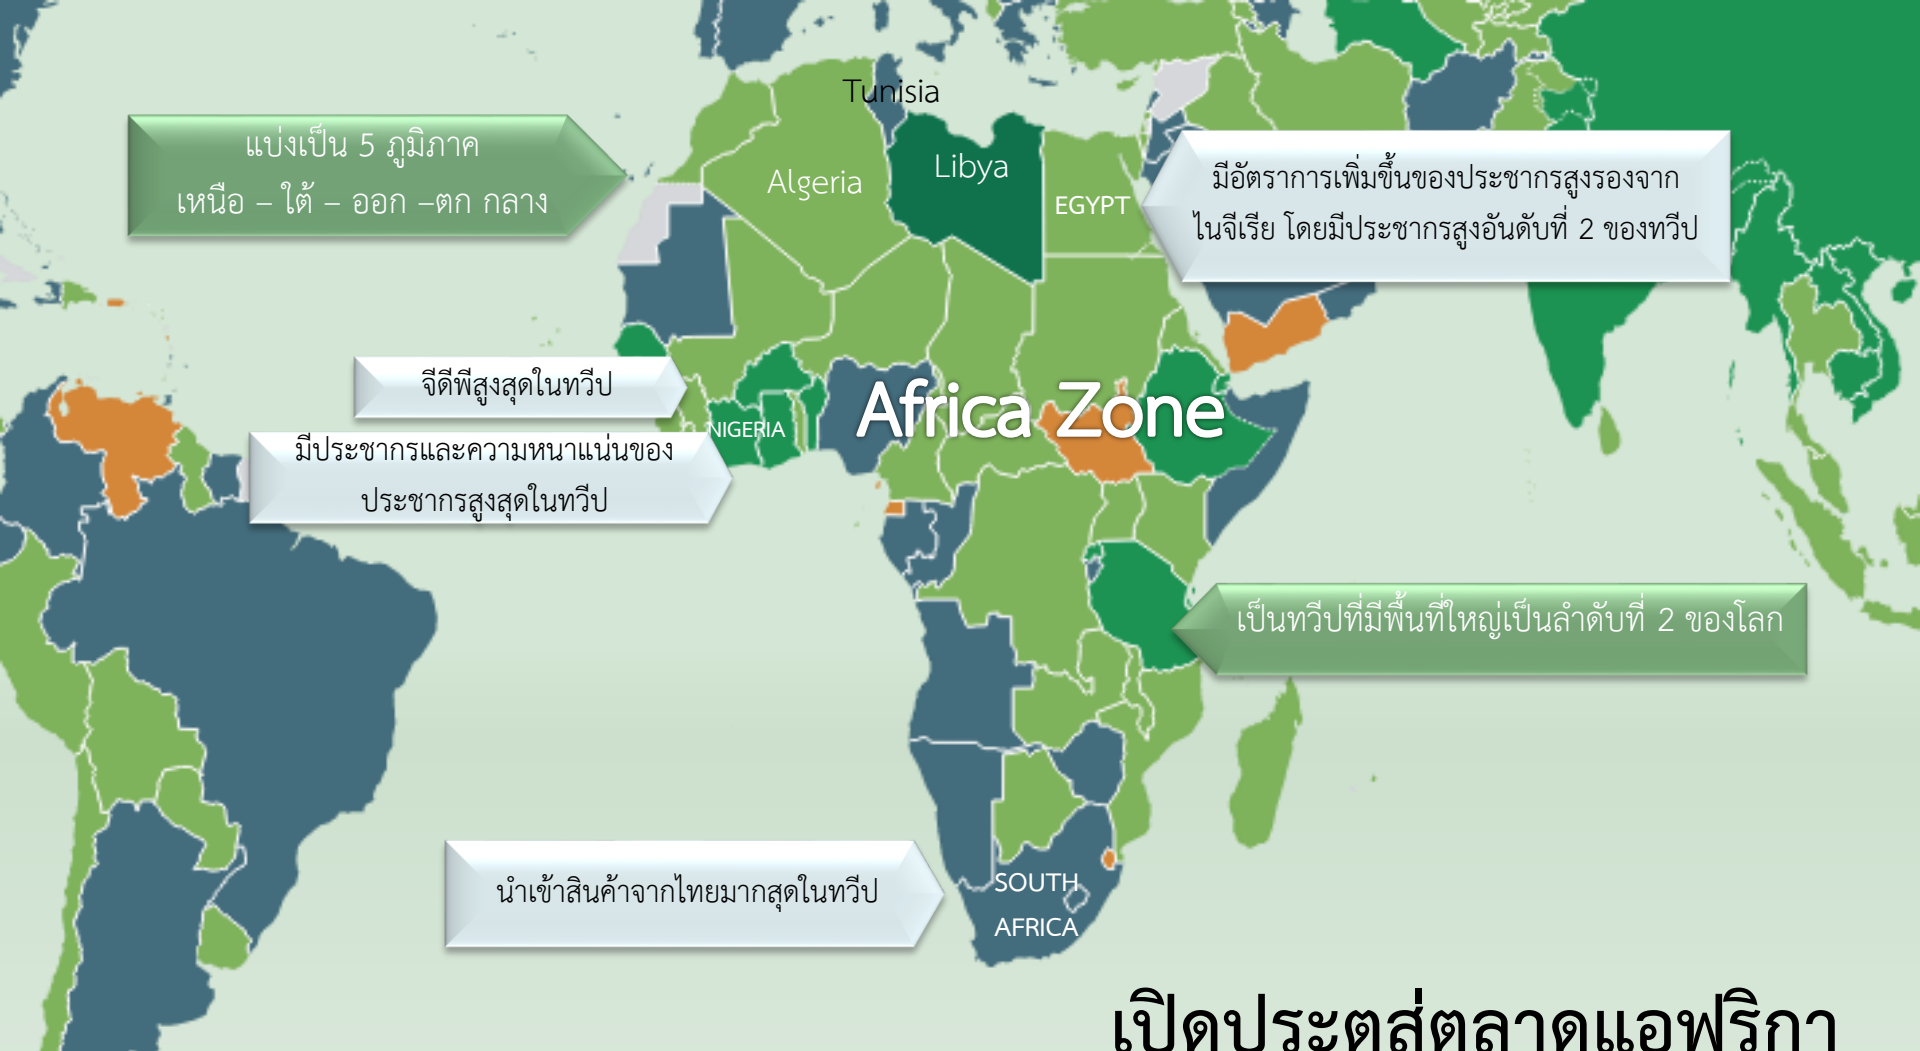 Tunisia
แบ่งเป็น 5 ภูมิภาค
เหนือ – ใต้ – ออก –ตก กลาง
Algeria
Libya
EGYPT
มีอัตราการเพิ่มขึ้นของประชากรสูงรองจาก
ไนจีเรีย โดยมีประชากรสูงอันดับที่ 2 ของทวีป
จีดีพีสูงสุดในทวีป
Africa Zone
NIGERIA
มีประชากรและความหนาแน่นของ
ประชากรสูงสุดในทวีป
เป็นทวีปที่มีพื้นที่ใหญ่เป็นลำดับที่ 2 ของโลก
นำเข้าสินค้าจากไทยมากสุดในทวีป
SOUTH
AFRICA
เปิดประตูสู่ตลาดแอฟริกา